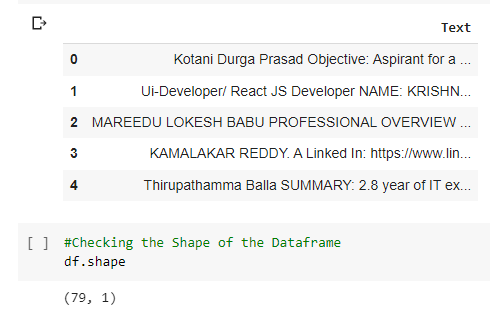 Text
0 Kotani Durga Prasad Objective: Aspirant for a ...
1 Ui-Developer/ React JS Developer NAME: KRISHN...
2 MAREEDU LOKESH BABU PROFESSIONAL OVERVIEW ...
3 KAMALAKAR REDDY. A Linked In: https://www.lin...
4 Thirupathamma Balla SUMMARY: 2.8 year of IT ex...
[ ] #Checking the Shape of the Dataframe
df.shape
(79, 1)